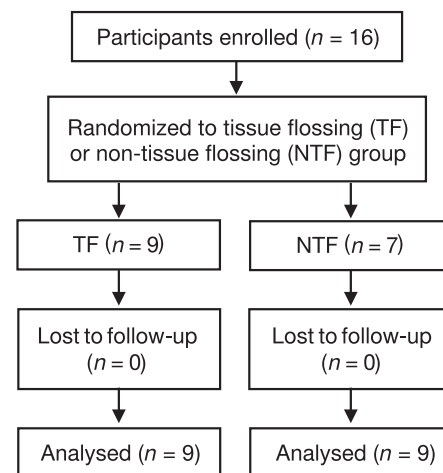 Participants enrolled (n = 16)
Randomized to tissue flossing (TF)
or non-tissue flossing (NTF) group
TF (n = 9)
NTF (n = 7)
Lost to follow-up
(n = 0)
Lost to follow-up
(n = 0)
Analysed (n = 9)
Analysed (n = 9)